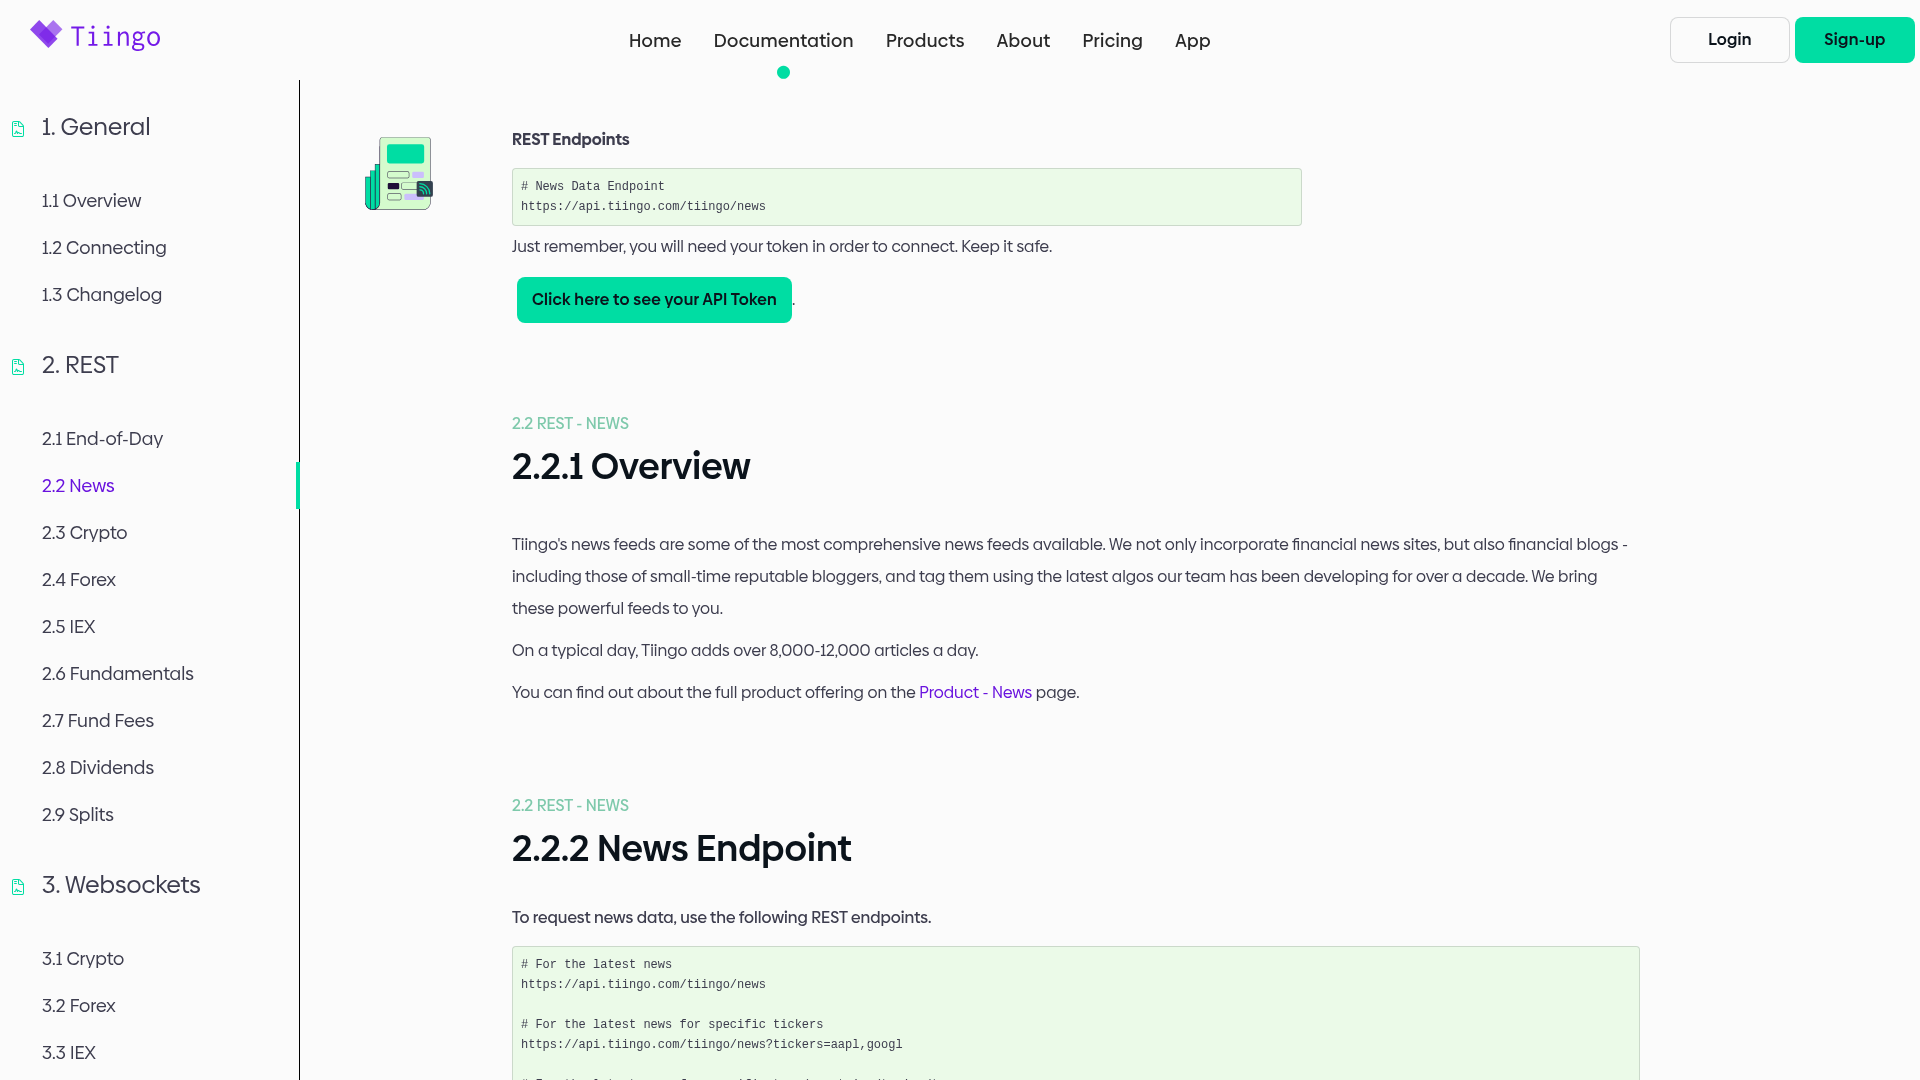 Tiingo
Home
Documentation
Products
About
Pricing
App
Login
Sign-up
1. General
1.1 Overview
1.2 Connecting
1.3 Changelog
2. REST
2.1 End-of-Day
2.2 News
2.3 Crypto
2.4 Forex
2.5 IEX
2.6 Fundamentals
2.7 Fund Fees
2.8 Dividends
2.9 Splits
3. Websockets
3.1 Crypto
3.2 Forex
3.3 IEX
REST Endpoints
# News Data Endpoint
https://api.tiingo.com/tiingo/news
Just remember, you will need your token in order to connect. Keep it safe.
Click here to see your API Token.
2.2 REST - NEWS
2.2.1 Overview
Tiingo's news feeds are some of the most comprehensive news feeds available. We not only incorporate financial news sites, but also financial blogs -
including those of small-time reputable bloggers, and tag them using the latest algos our team has been developing for over a decade. We bring
these powerful feeds to you.
On a typical day, Tiingo adds over 8,000-12,000 articles a day.
You can find out about the full product offering on the Product - News page.
2.2 REST - NEWS
2.2.2 News Endpoint
To request news data, use the following REST endpoints.
# For the latest news
https://api.tiingo.com/tiingo/news
# For the latest news for specific tickers
https://api.tiingo.com/tiingo/news?tickers=aapl,googl